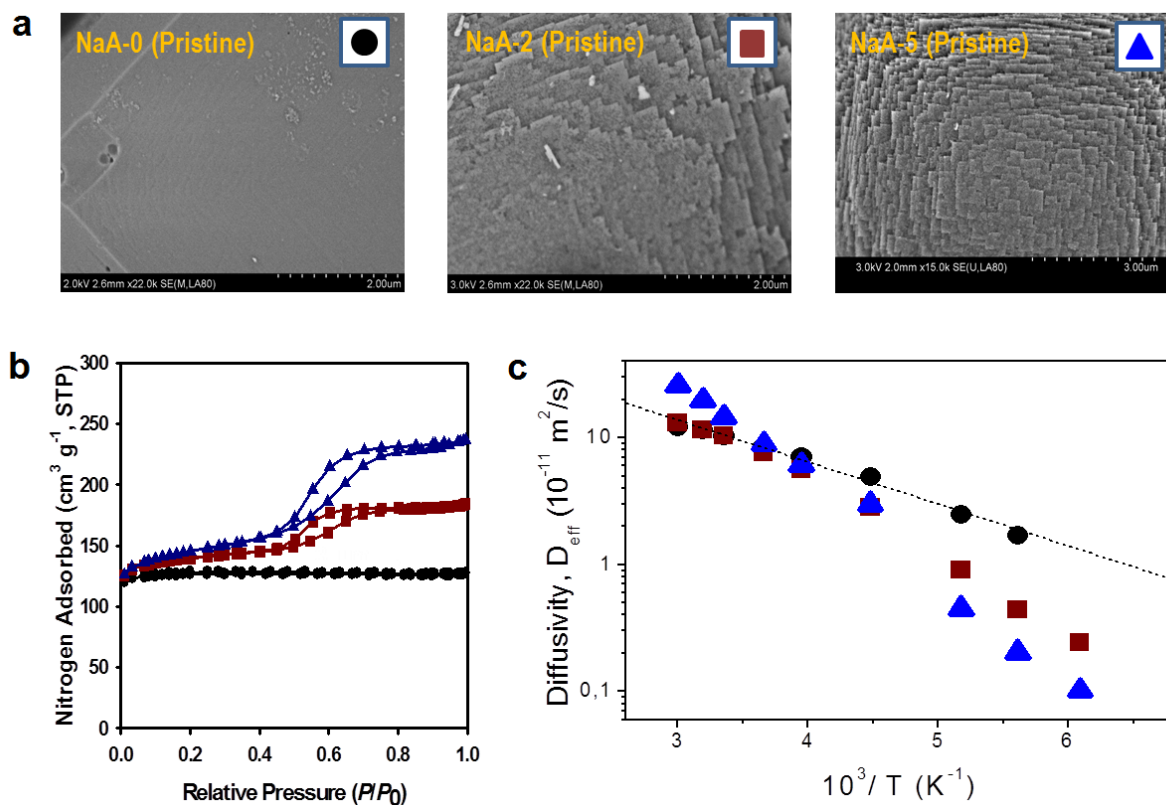 a
NaA-0 (Pristine)
NaA-2 (Pristine)
NaA-5 (Pristine)
2.0kV 2.6mm x22.0k SE(M,LA80)
2.00um
3.0kV 2.6mm x22.0k SE(M,LA80)
2.00um
3.0kV 2.0mm x15.0k SE(U,LA80)
3.00um
b
Nitrogen Adsorbed (cm³ g⁻¹, STP)
300
250
200
150
100
50
0
0.0 0.2 0.4 0.6 0.8 1.0
Relative Pressure (P/P₀)
c
Diffusivity, D_eff (10⁻¹¹ m²/s)
10
1
0,1
3 4 5 6
10³/ T (K⁻¹)